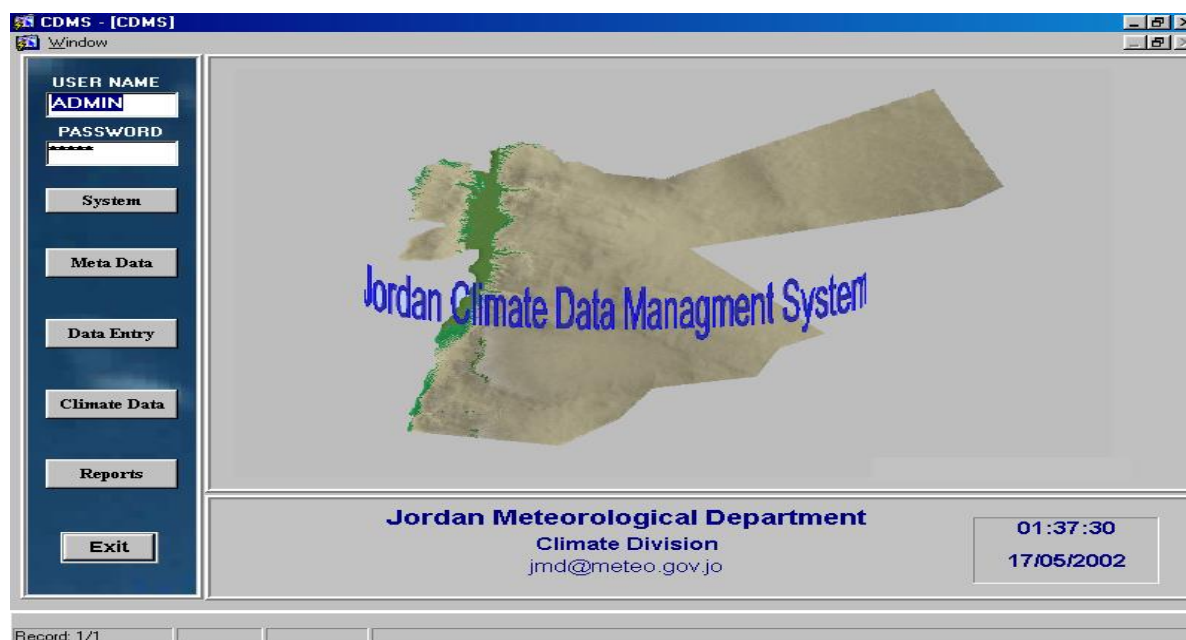 CDMS - [CDMS]
Window
USER NAME
ADMIN
PASSWORD
*****
System
Meta Data
Data Entry
Climate Data
Reports
Exit
Jordan Climate Data Managment System
Jordan Meteorological Department
Climate Division
jmd@meteo.gov.jo
01:37:30
17/05/2002
Record: 1/1